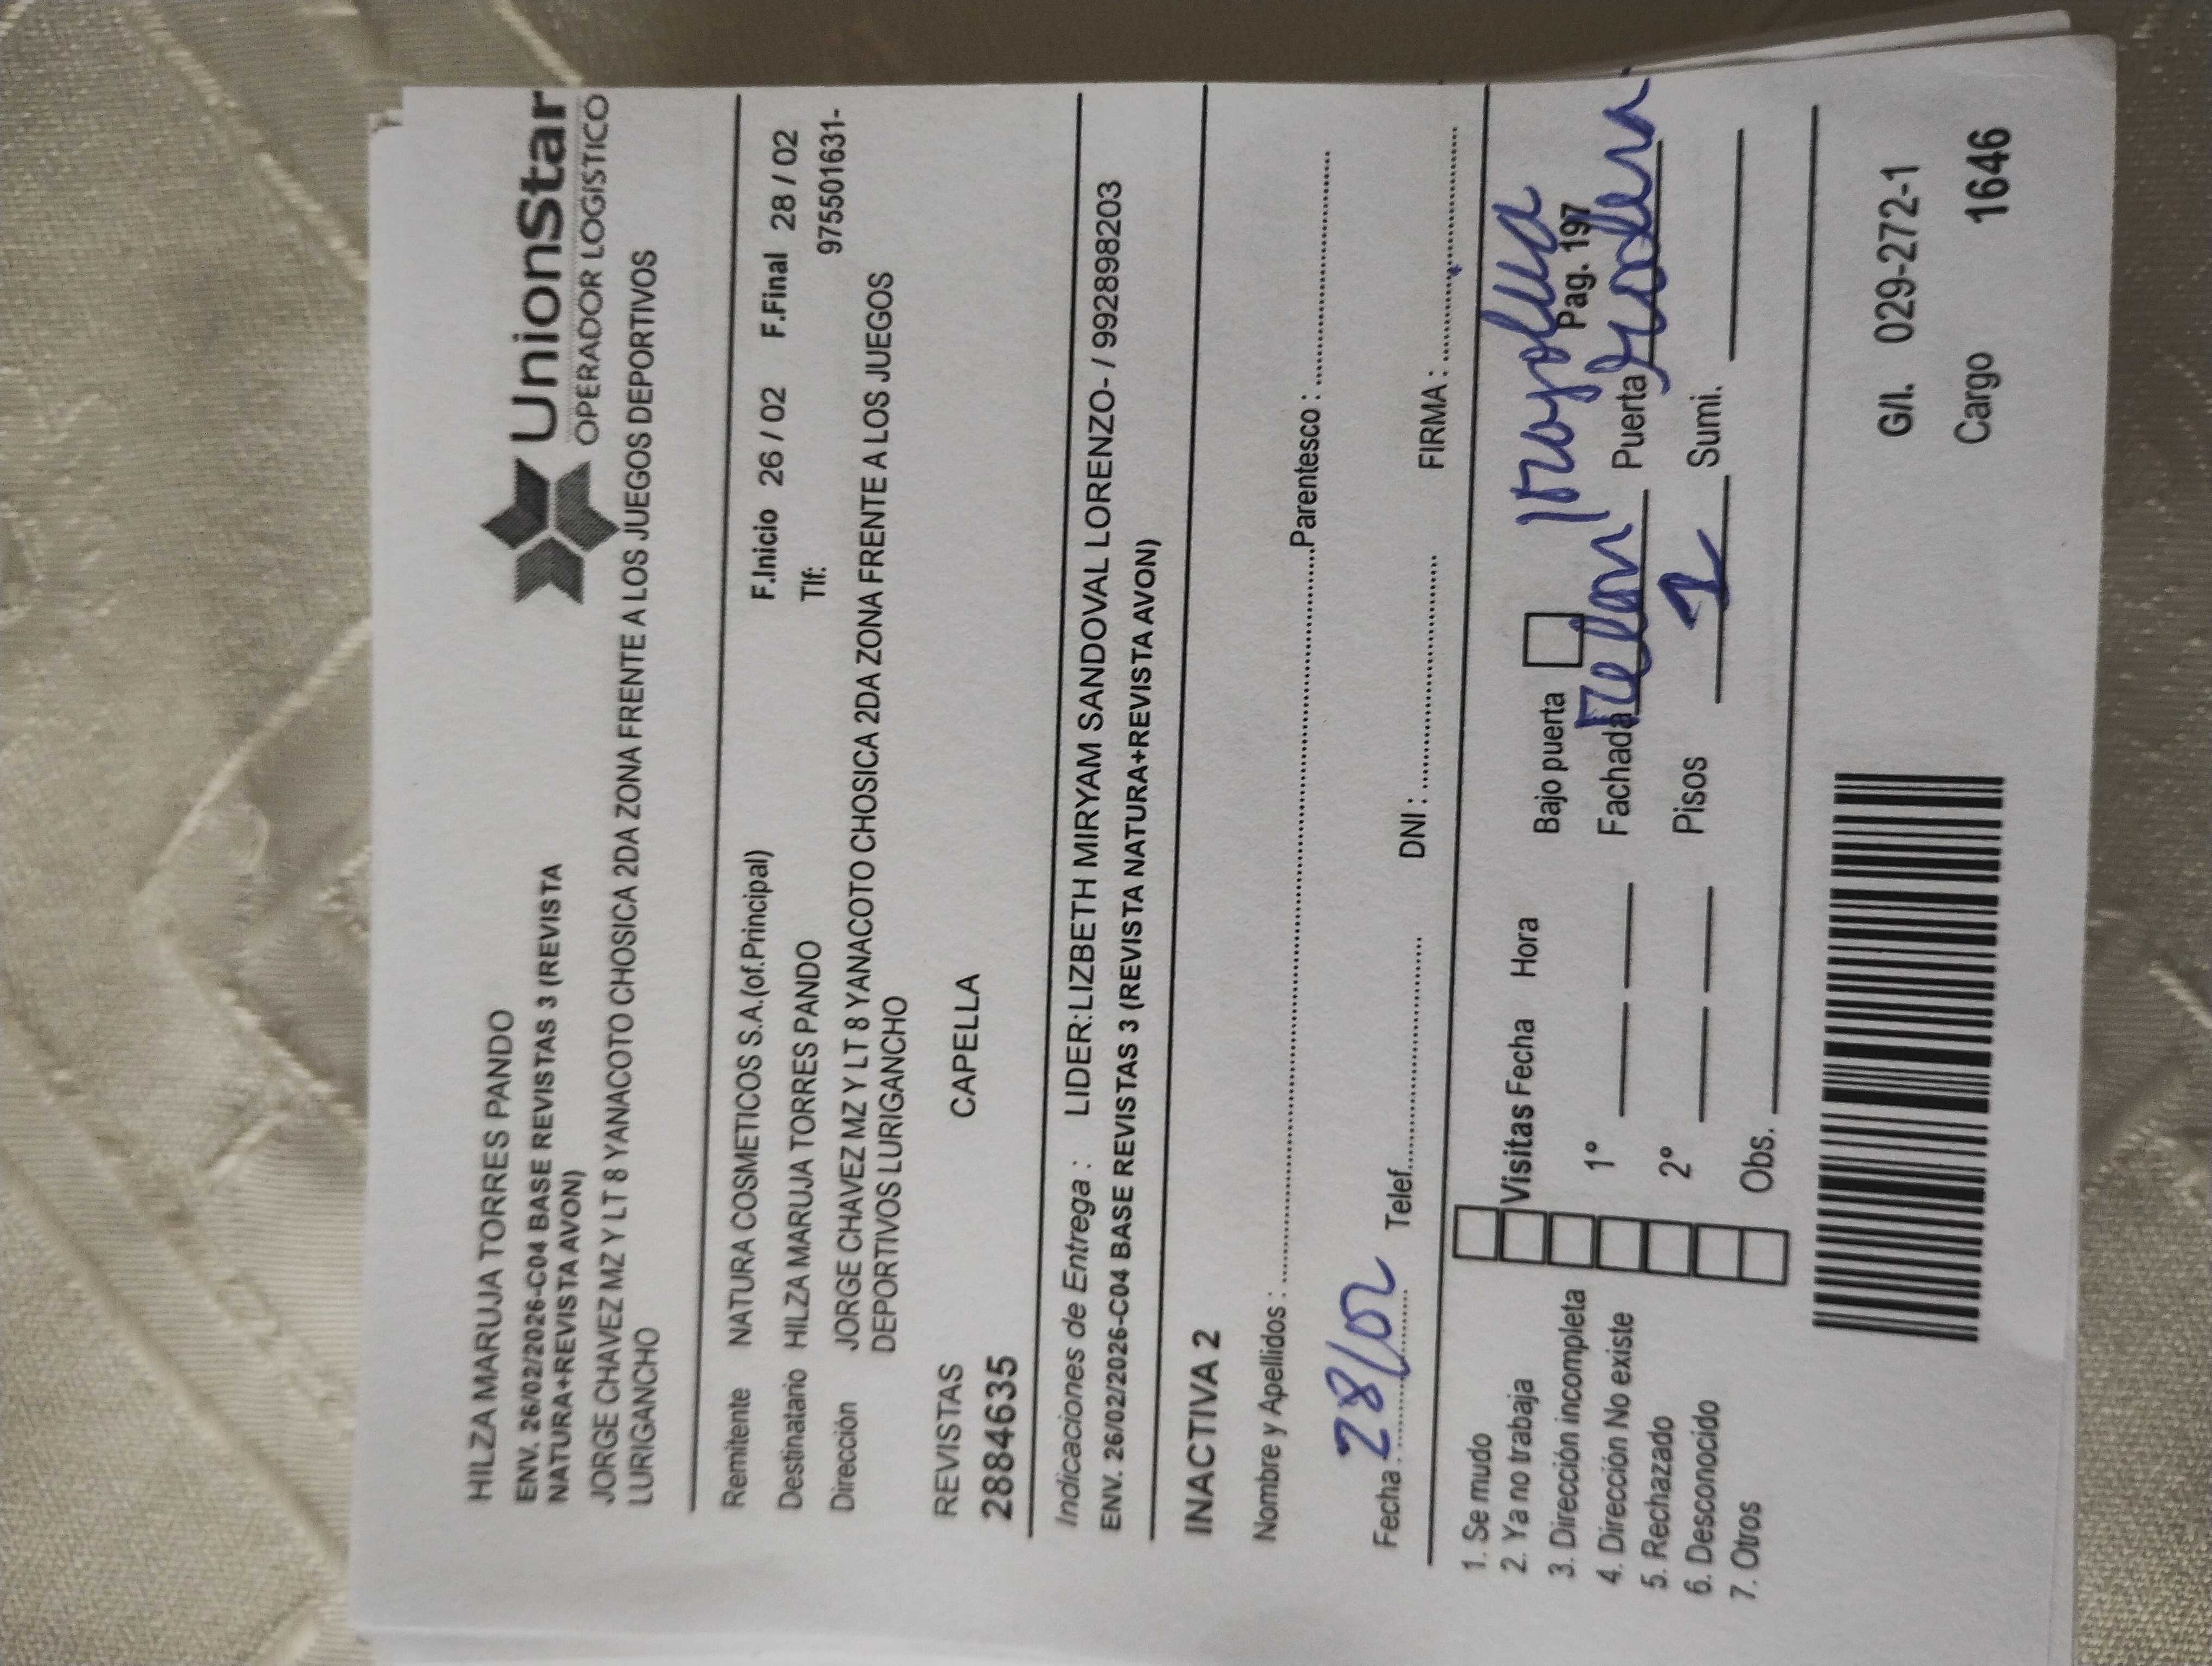 HILZA MARUJA TORRES PANDO
ENV. 26/02/2026-C04 BASE REVISTAS 3 (REVISTA
NATURA+REVISTA AVON)
JORGE CHAVEZ MZ Y LT 8 YANACOTO CHOSICA 2DA ZONA FRENTE A LOS JUEGOS DEPORTIVOS
LURIGANCHO
UnionStar
OPERADOR LOGISTICO
Remitente NATURA COSMETICOS S.A.(of.Principal) F.Inicio 26 / 02 F.Final 28 / 02
Destinatario HILZA MARUJA TORRES PANDO Tlf: 975501631-
Dirección JORGE CHAVEZ MZ Y LT 8 YANACOTO CHOSICA 2DA ZONA FRENTE A LOS JUEGOS
DEPORTIVOS LURIGANCHO
REVISTAS CAPELLA
28846635
Indicaciones de Entrega : LIDER:LIZBETH MIRYAM SANDOVAL LORENZO- / 992898203
ENV. 26/02/2026-C04 BASE REVISTAS 3 (REVISTA NATURA+REVISTA AVON)
INACTIVA 2
Nombre y Apellidos : Parentesco :
Fecha 28/02 Telef. DNI : FIRMA :
1. Se mudo
2. Ya no trabaja
3. Dirección incompleta
4. Dirección No existe
5. Rechazado
6. Desconocido
7. Otros
Visitas Fecha Hora Bajo puerta
Pag. 197
1º Fachada Puerta
2º Pisos 1 Sumi.
Obs.
G/I. 029-272-1
Cargo 1646